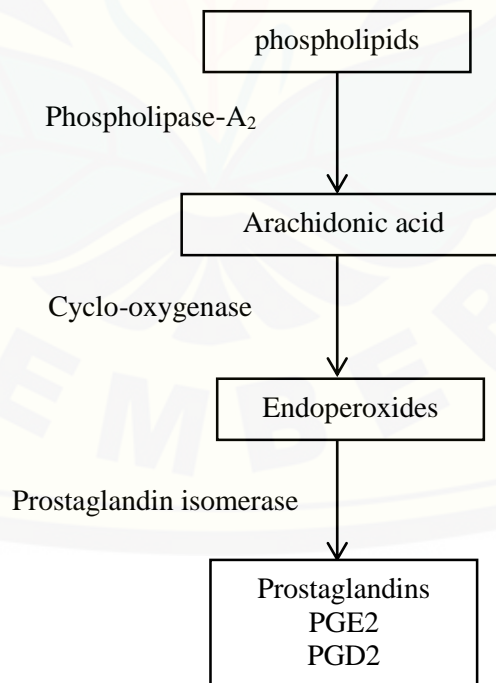 phospholipids
Phospholipase-A₂
Arachidonic acid
Cyclo-oxygenase
Endoperoxides
Prostaglandin isomerase
Prostaglandins
PGE2
PGD2